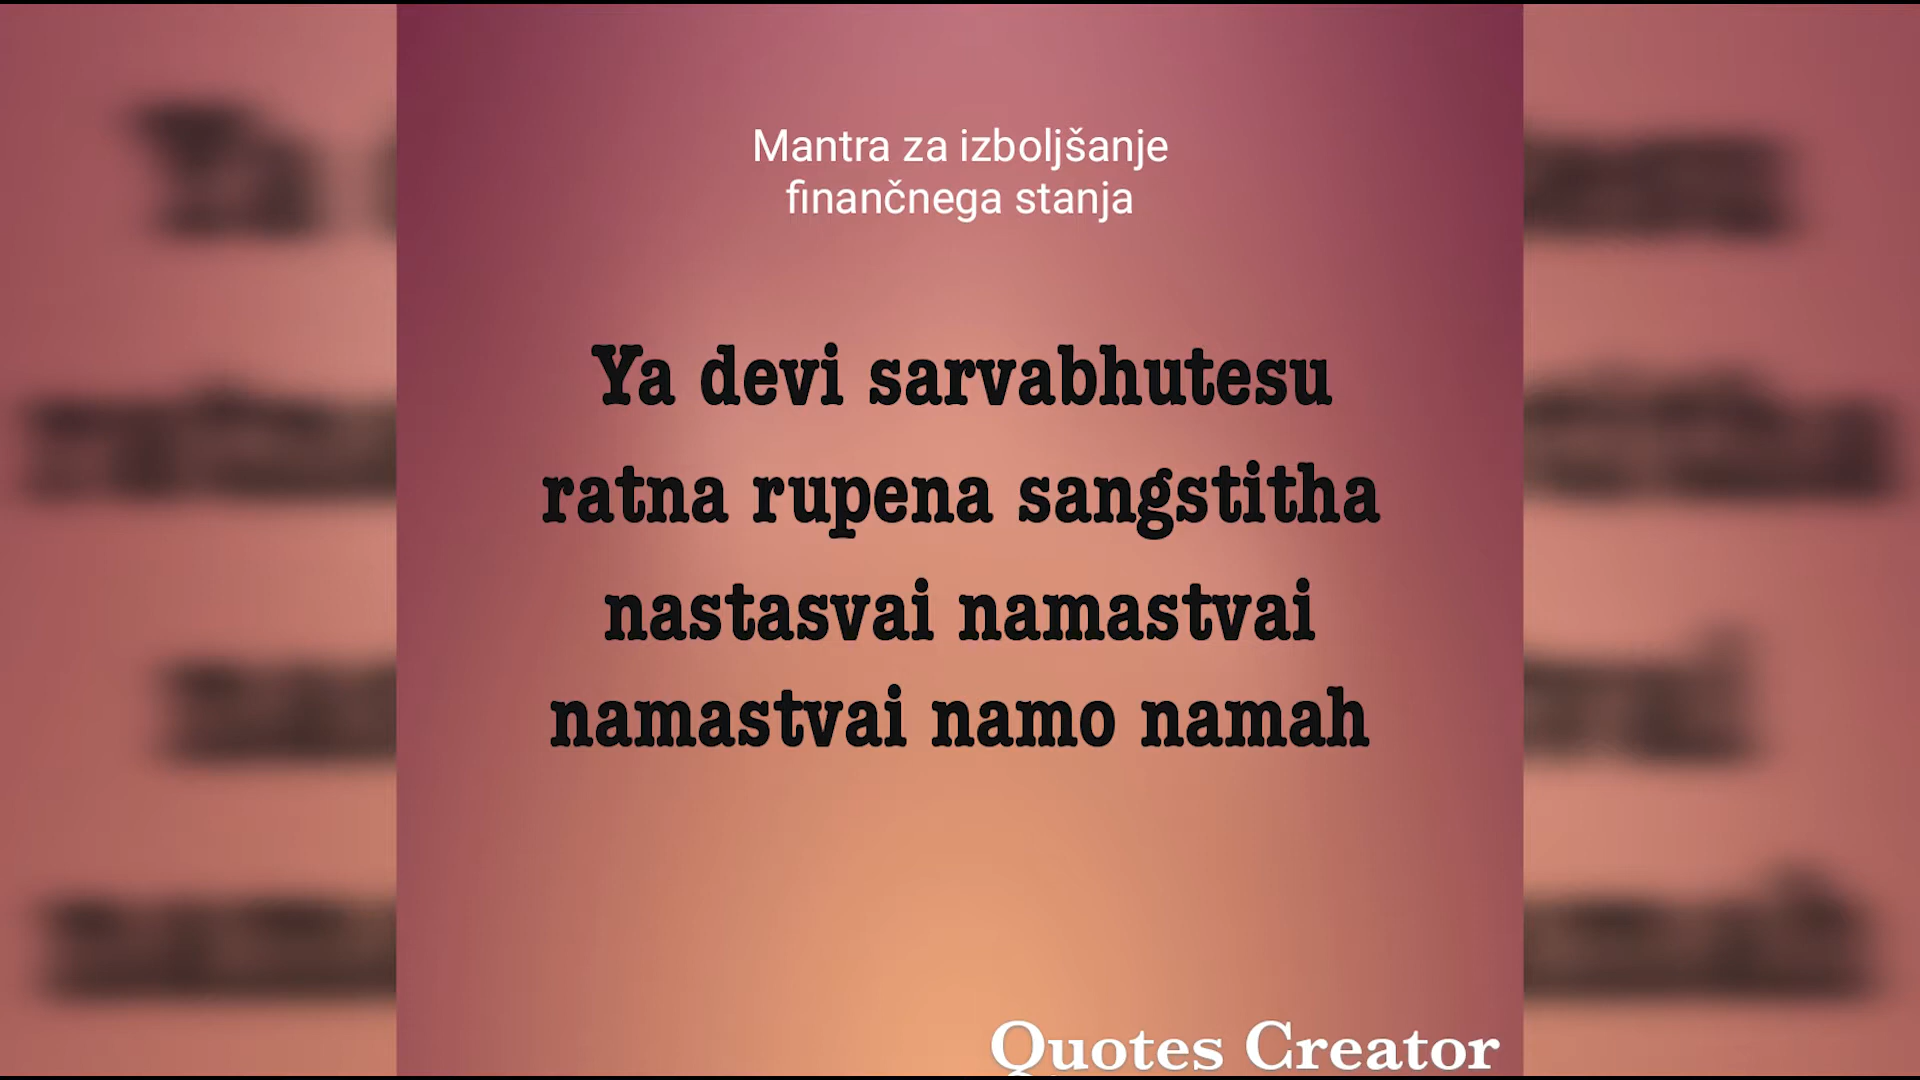 Mantra za izboljšanje
finančnega stanja
Ya devi sarvabhutesu
ratna rupena sangstitha
nastasvai namastvai
namastvai namo namah
Quotes Creator